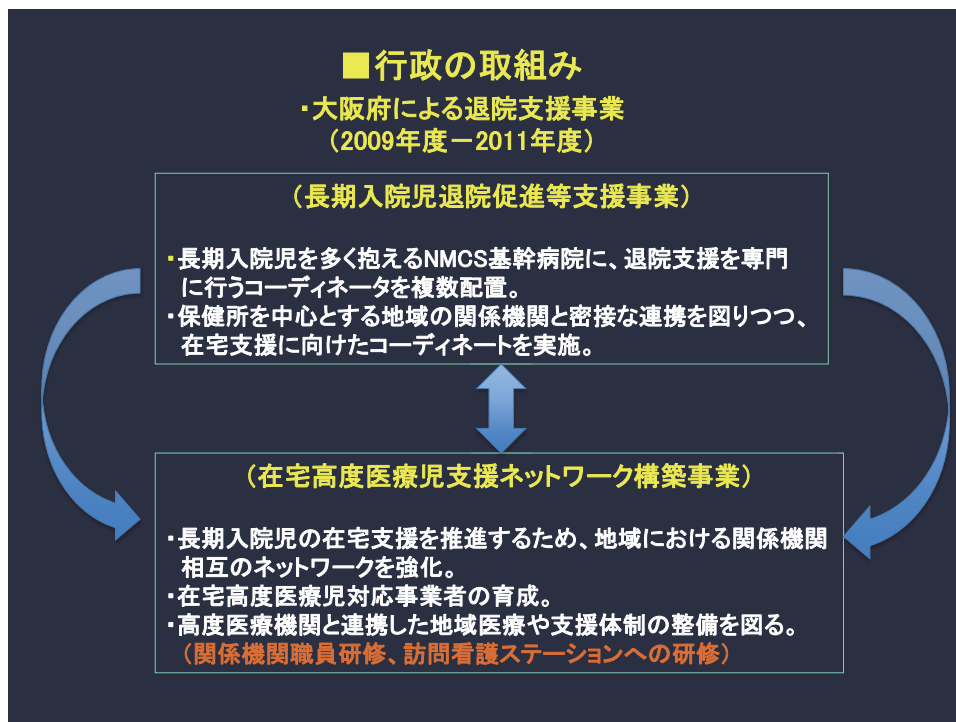 ■行政の取組み
・大阪府による退院支援事業
（2009年度－2011年度）
（長期入院児退院促進等支援事業）
・長期入院児を多く抱えるNMCS基幹病院に、退院支援を専門
に行うコーディネータを複数配置。
・保健所を中心とする地域の関係機関と密接な連携を図りつつ、
在宅支援に向けたコーディネートを実施。
（在宅高度医療児支援ネットワーク構築事業）
・長期入院児の在宅支援を推進するため、地域における関係機関
相互のネットワークを強化。
・在宅高度医療児対応事業者の育成。
・高度医療機関と連携した地域医療や支援体制の整備を図る。
（関係機関職員研修、訪問看護ステーションへの研修）